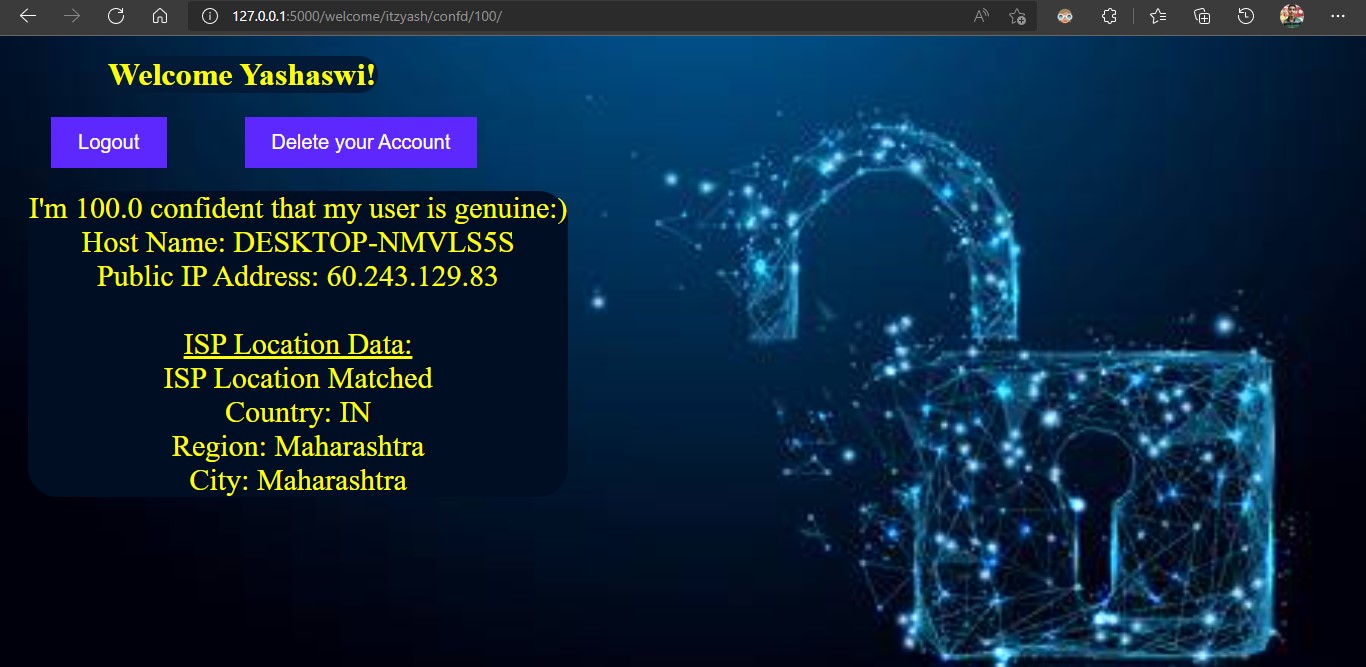 127.0.0.1:5000/welcome/itzyash/confd/100/
Welcome Yashaswi!
Logout
Delete your Account
I'm 100.0 confident that my user is genuine:)
Host Name: DESKTOP-NMVLS5S
Public IP Address: 60.243.129.83
ISP Location Data:
ISP Location Matched
Country: IN
Region: Maharashtra
City: Maharashtra